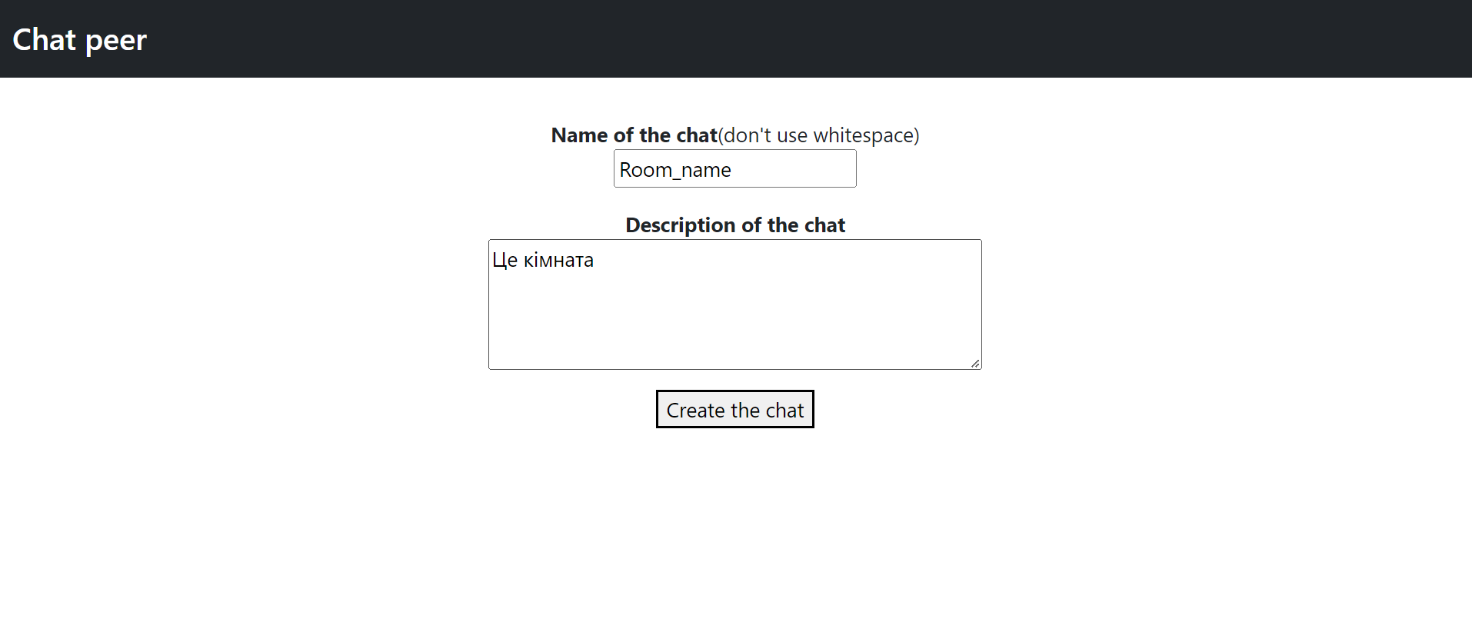 Chat peer
Name of the chat(don't use whitespace)
Room_name
Description of the chat
Це кімната
Create the chat